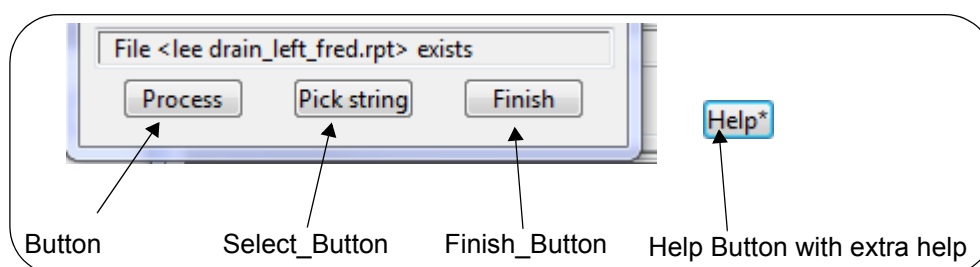 File <lee drain_left_fred.rpt> exists
Process Pick string Finish
Help*
Button Select_Button Finish_Button Help Button with extra help